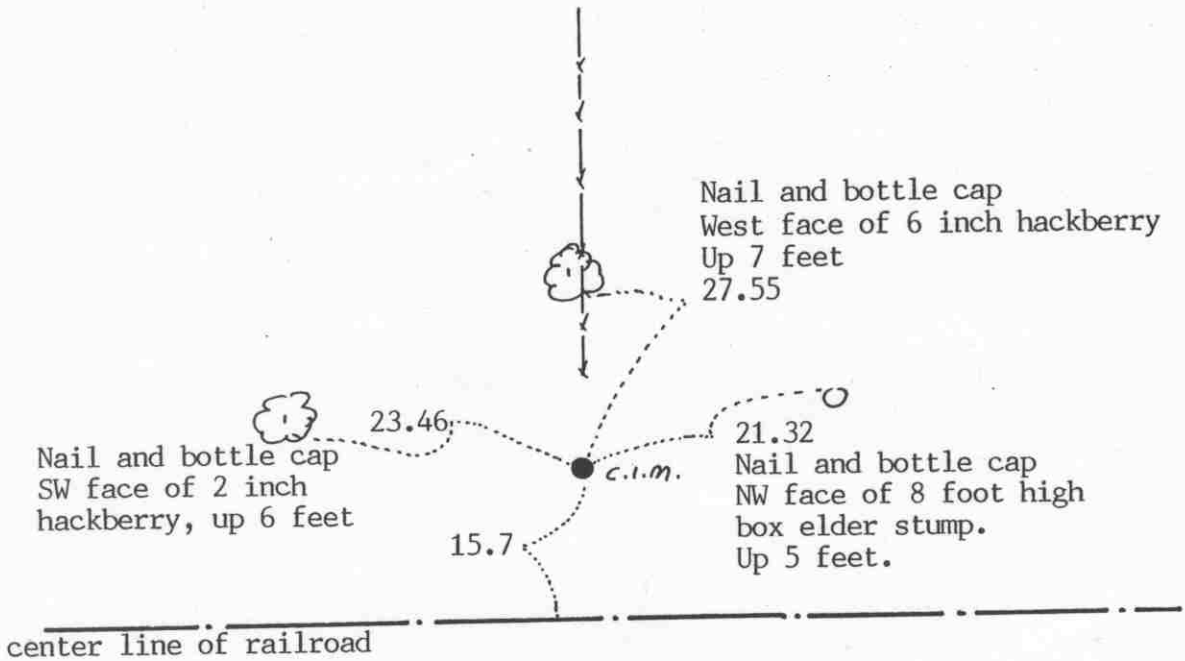 Nail and bottle cap
West face of 6 inch hackberry
Up 7 feet
27.55
23.46
Nail and bottle cap
SW face of 2 inch
hackberry, up 6 feet
21.32
Nail and bottle cap
NW face of 8 foot high
box elder stump.
Up 5 feet.
c.i.m.
15.7
center line of railroad